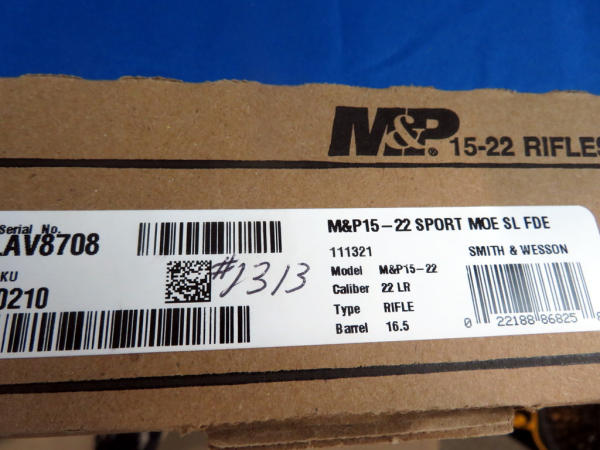 M&P® 15-22 RIFLES
Serial No.
LAV8708
M&P15-22 SPORT MOE SL FDE
111321 SMITH & WESSON
KU
0210
#1313
Model M&P15-22
Caliber 22 LR
Type RIFLE
Barrel 16.5
0 22188 86825